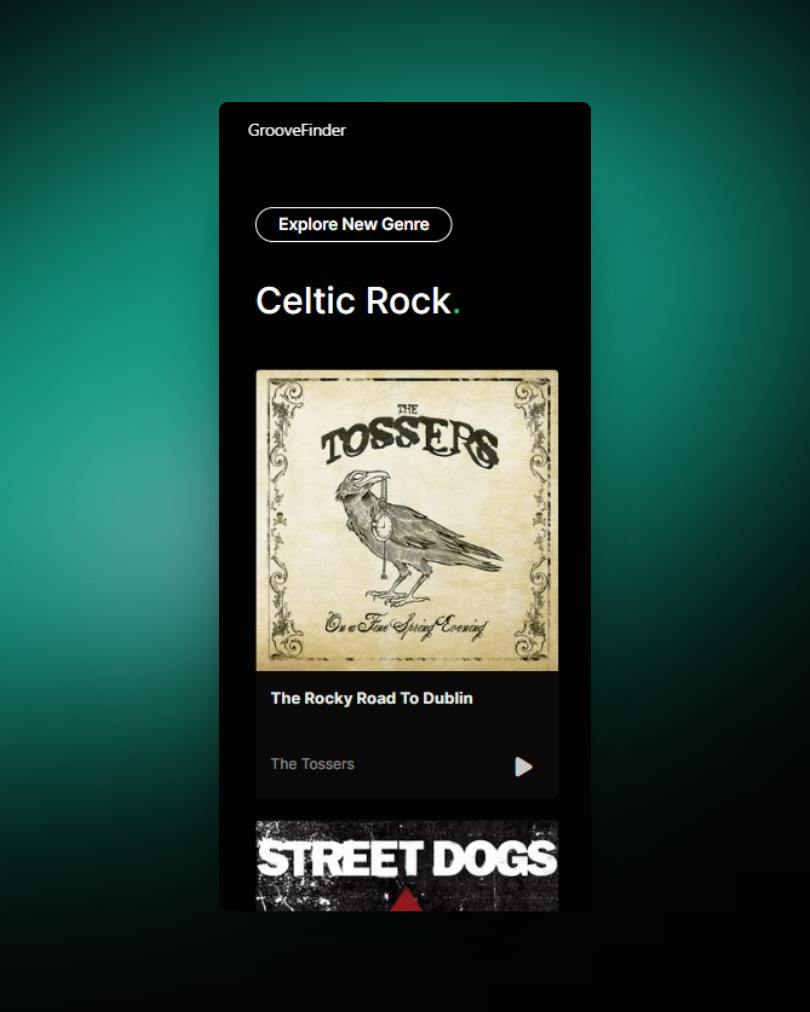 GrooveFinder
Explore New Genre
Celtic Rock.
THE
TOSSERS
On a Fine Spring Evening
The Rocky Road To Dublin
The Tossers
STREET DOGS